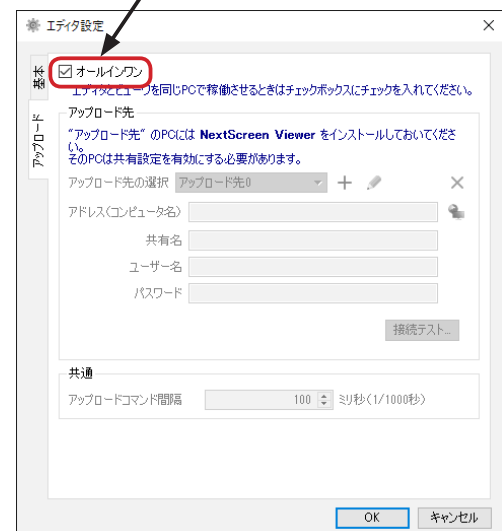 エディタ設定
基本
アップロード
オールインワン
エディタとビューワを同じPCで稼働させるときはチェックボックスにチェックを入れてください。
アップロード先
"アップロード先" のPCには NextScreen Viewer をインストールしておいてくださ
い。
そのPCは共有設定を有効にする必要があります。
アップロード先の選択 アップロード先0
アドレス(コンピュータ名)
共有名
ユーザー名
パスワード
接続テスト...
共通
アップロードコマンド間隔 100 ミリ秒(1/1000秒)
OK キャンセル